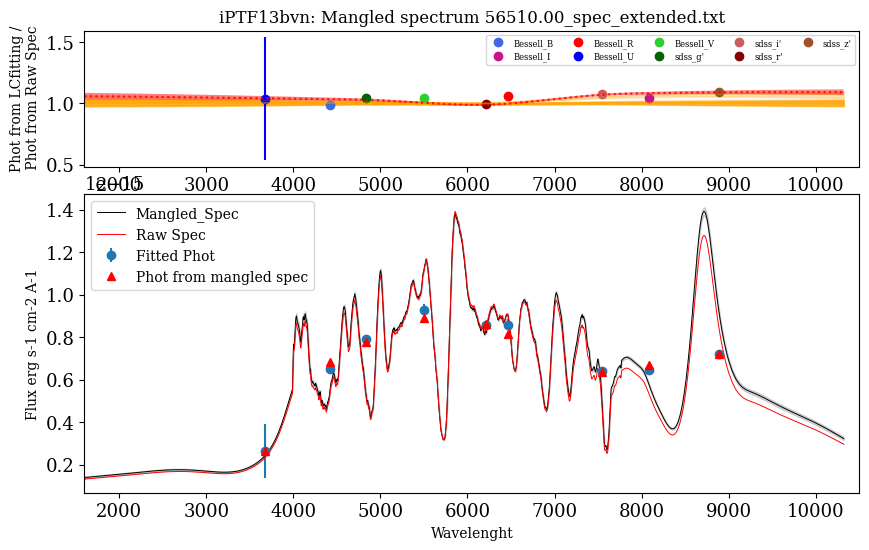 iPTF13bvn: Mangled spectrum 56510.00_spec_extended.txt
Phot from LCfitting /
Phot from Raw Spec
1.5
1.0
0.5
Bessell_B
Bessell_R
Bessell_V
sdss_i'
sdss_z'
Bessell_I
Bessell_U
sdss_g'
sdss_r'
2000 3000 4000 5000 6000 7000 8000 9000 10000
1e−15
Flux erg s-1 cm-2 A-1
1.4
1.2
1.0
0.8
0.6
0.4
0.2
Mangled_Spec
Raw Spec
Fitted Phot
Phot from mangled spec
2000 3000 4000 5000 6000 7000 8000 9000 10000
Wavelenght